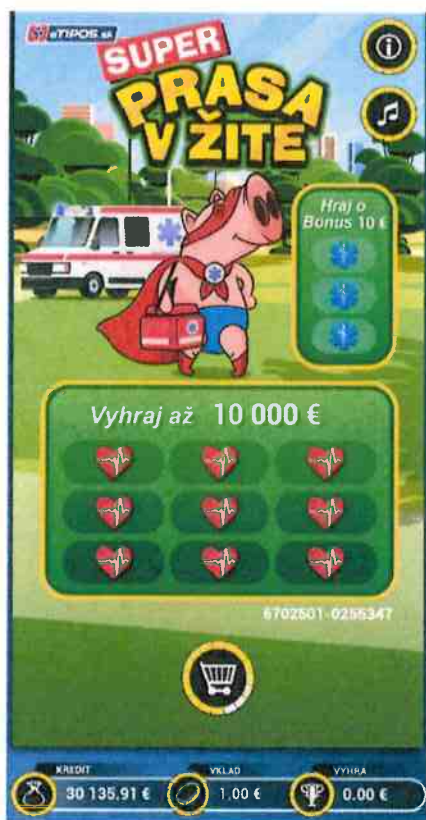 eTIPOS.sk
SUPER
PRASA
V ŽITE
Hraj o
Bonus 10 €
Vyhraj až 10 000 €
6702501-0255347
KREDIT
30 135.91 €
VKLAD
1.00 €
VÝHRA
0.00 €